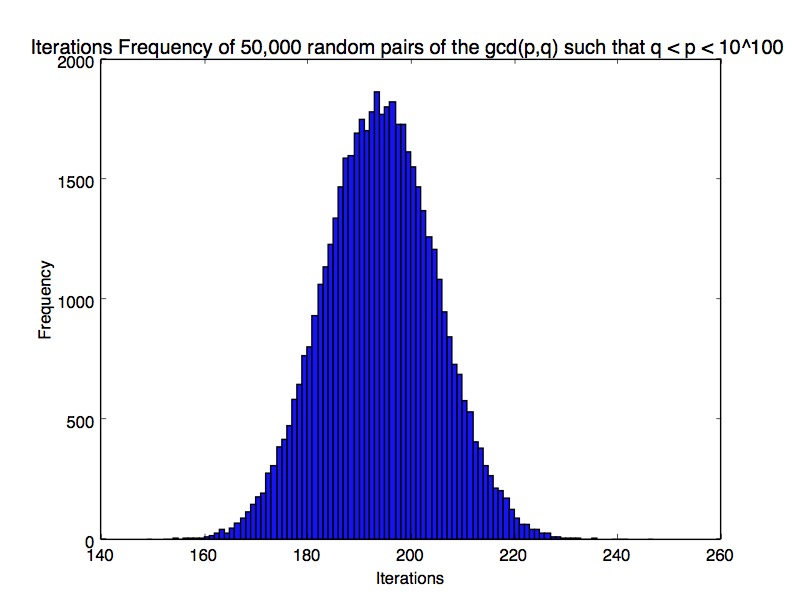 Iterations Frequency of 50,000 random pairs of the gcd(p,q) such that q < p < 10^100
2000
1500
1000
500
0
Frequency
140 160 180 200 220 240 260
Iterations